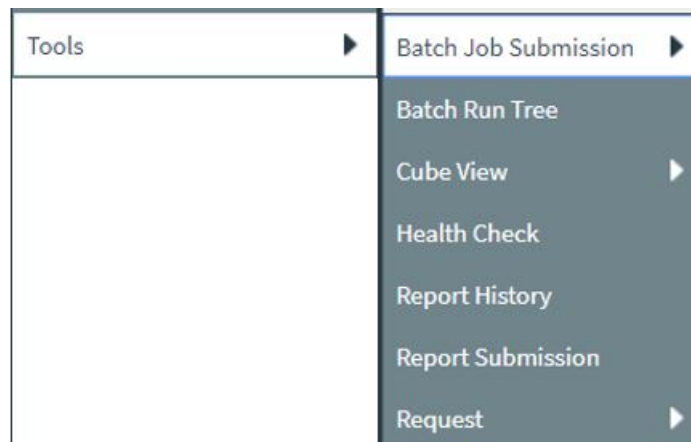 Tools
Batch Job Submission
Batch Run Tree
Cube View
Health Check
Report History
Report Submission
Request